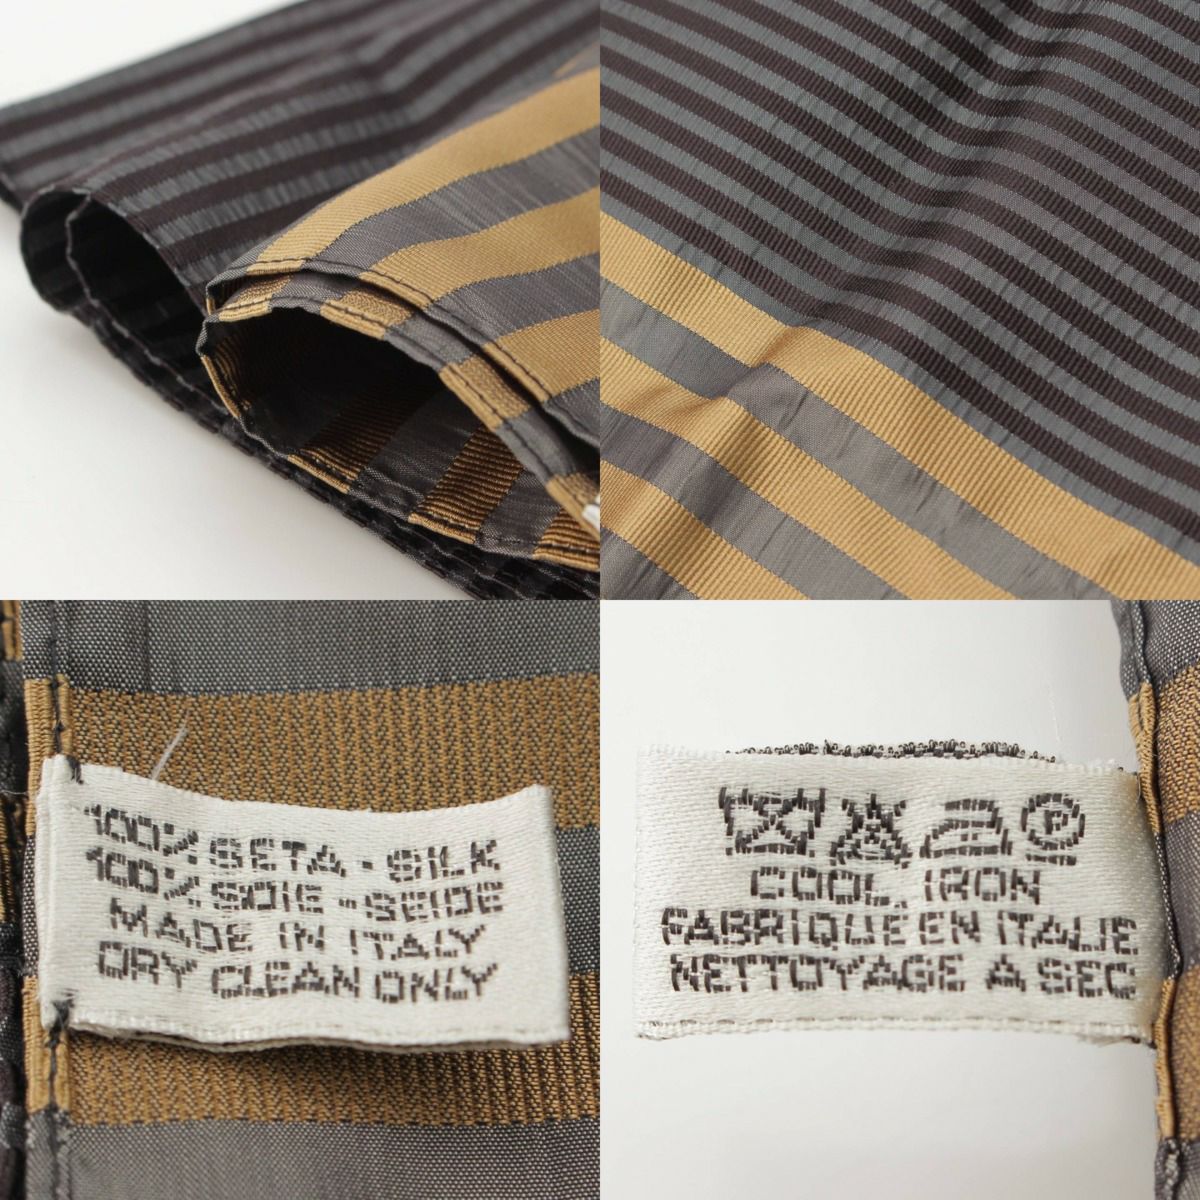 100% SETA - SILK
100% SOIE - SEIDE
MADE IN ITALY
DRY CLEAN ONLY
P
COOL IRON
FABRIQUE EN ITALIE
NETTOYAGE A SEC